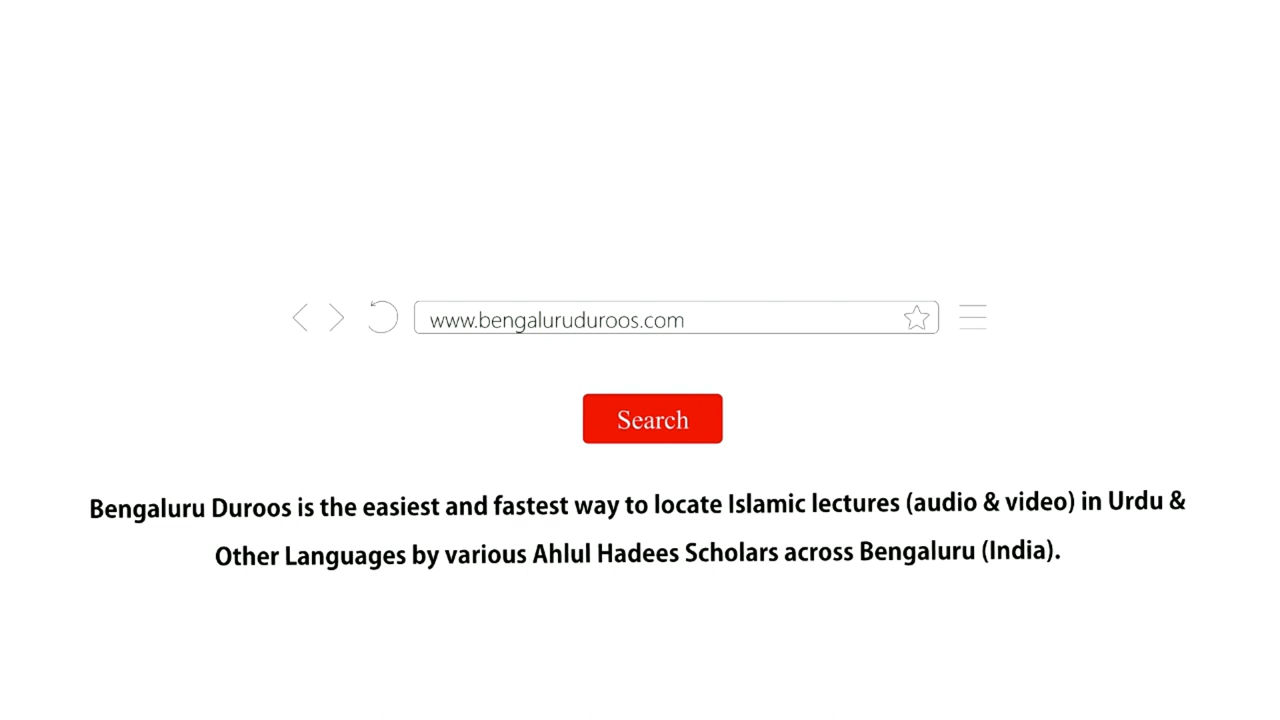 www.bengaluruduroos.com
Search
Bengaluru Duroos is the easiest and fastest way to locate Islamic lectures (audio & video) in Urdu &
Other Languages by various Ahlul Hadees Scholars across Bengaluru (India).